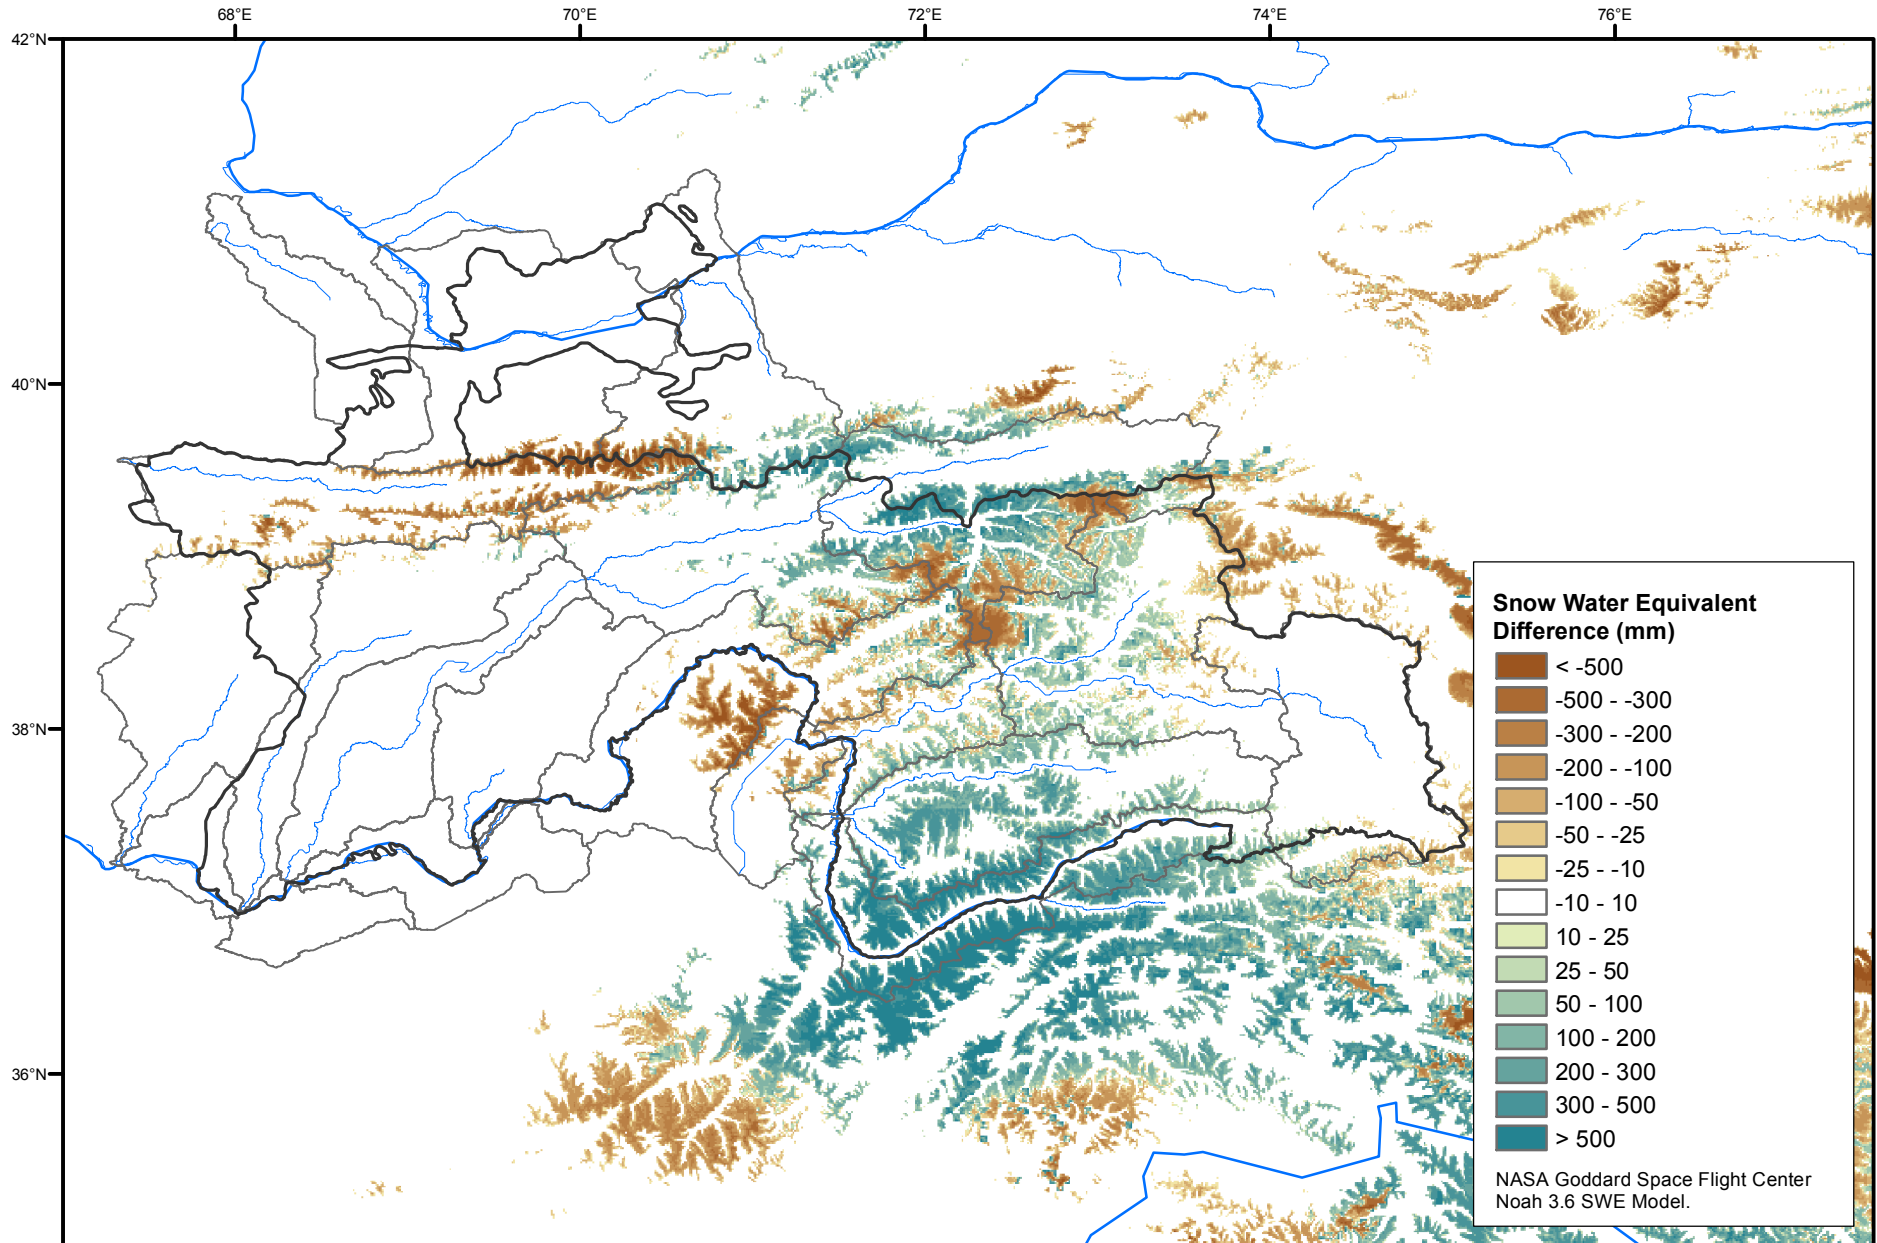 68°E 70°E 72°E 74°E 76°E
42°N
40°N
38°N
36°N
Snow Water Equivalent
Difference (mm)
< -500
-500 - -300
-300 - -200
-200 - -100
-100 - -50
-50 - -25
-25 - -10
-10 - 10
10 - 25
25 - 50
50 - 100
100 - 200
200 - 300
300 - 500
> 500
NASA Goddard Space Flight Center
Noah 3.6 SWE Model.